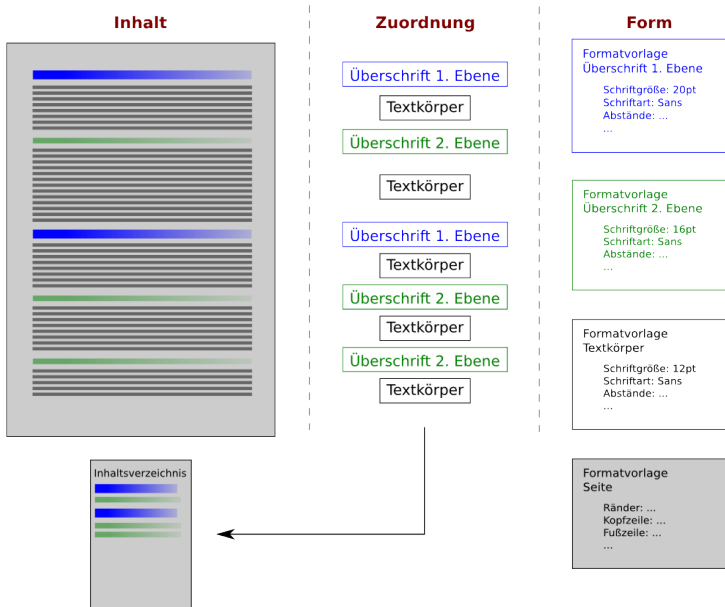 Inhalt
Zuordnung
Form
Überschrift 1. Ebene
Textkörper
Überschrift 2. Ebene
Textkörper
Überschrift 1. Ebene
Textkörper
Überschrift 2. Ebene
Textkörper
Überschrift 2. Ebene
Textkörper
Formatvorlage
Überschrift 1. Ebene
Schriftgröße: 20pt
Schriftart: Sans
Abstände: ...
...
Formatvorlage
Überschrift 2. Ebene
Schriftgröße: 16pt
Schriftart: Sans
Abstände: ...
...
Formatvorlage
Textkörper
Schriftgröße: 12pt
Schriftart: Sans
Abstände: ...
...
Formatvorlage
Seite
Ränder: ...
Kopfzeile: ...
Fußzeile: ...
...
Inhaltsverzeichnis